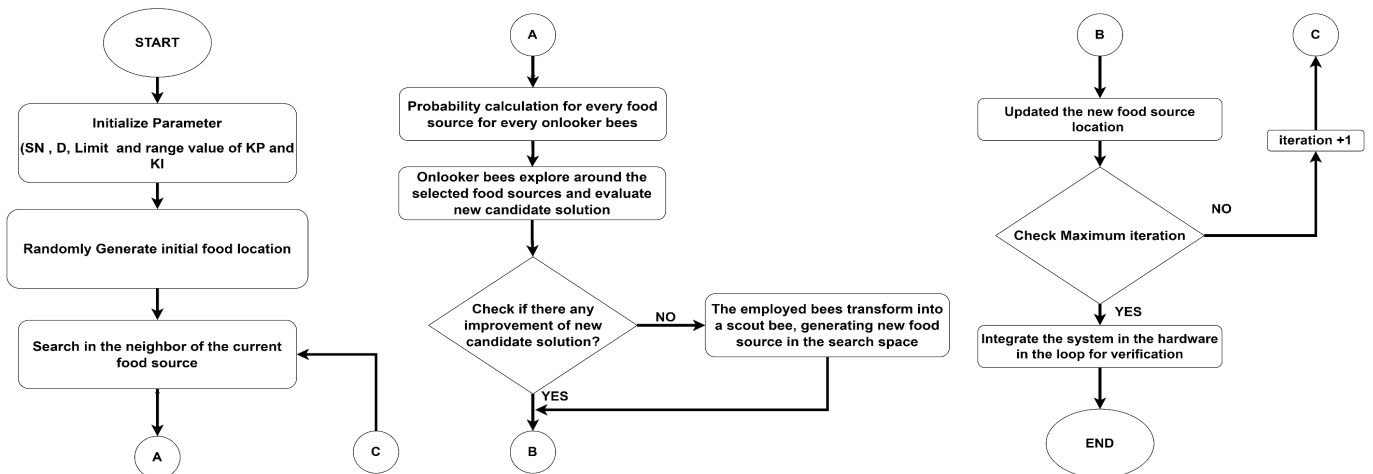 START
Initialize Parameter
(SN , D, Limit and range value of KP and
KI
Randomly Generate initial food location
Search in the neighbor of the current
food source
A
C
A
Probability calculation for every food
source for every onlooker bees
Onlooker bees explore around the
selected food sources and evaluate
new candidate solution
Check if there any
improvement of new
candidate solution?
NO
The employed bees transform into
a scout bee, generating new food
source in the search space
YES
B
B
Updated the new food source
location
Check Maximum iteration
NO
iteration +1
C
YES
Integrate the system in the hardware
in the loop for verification
END